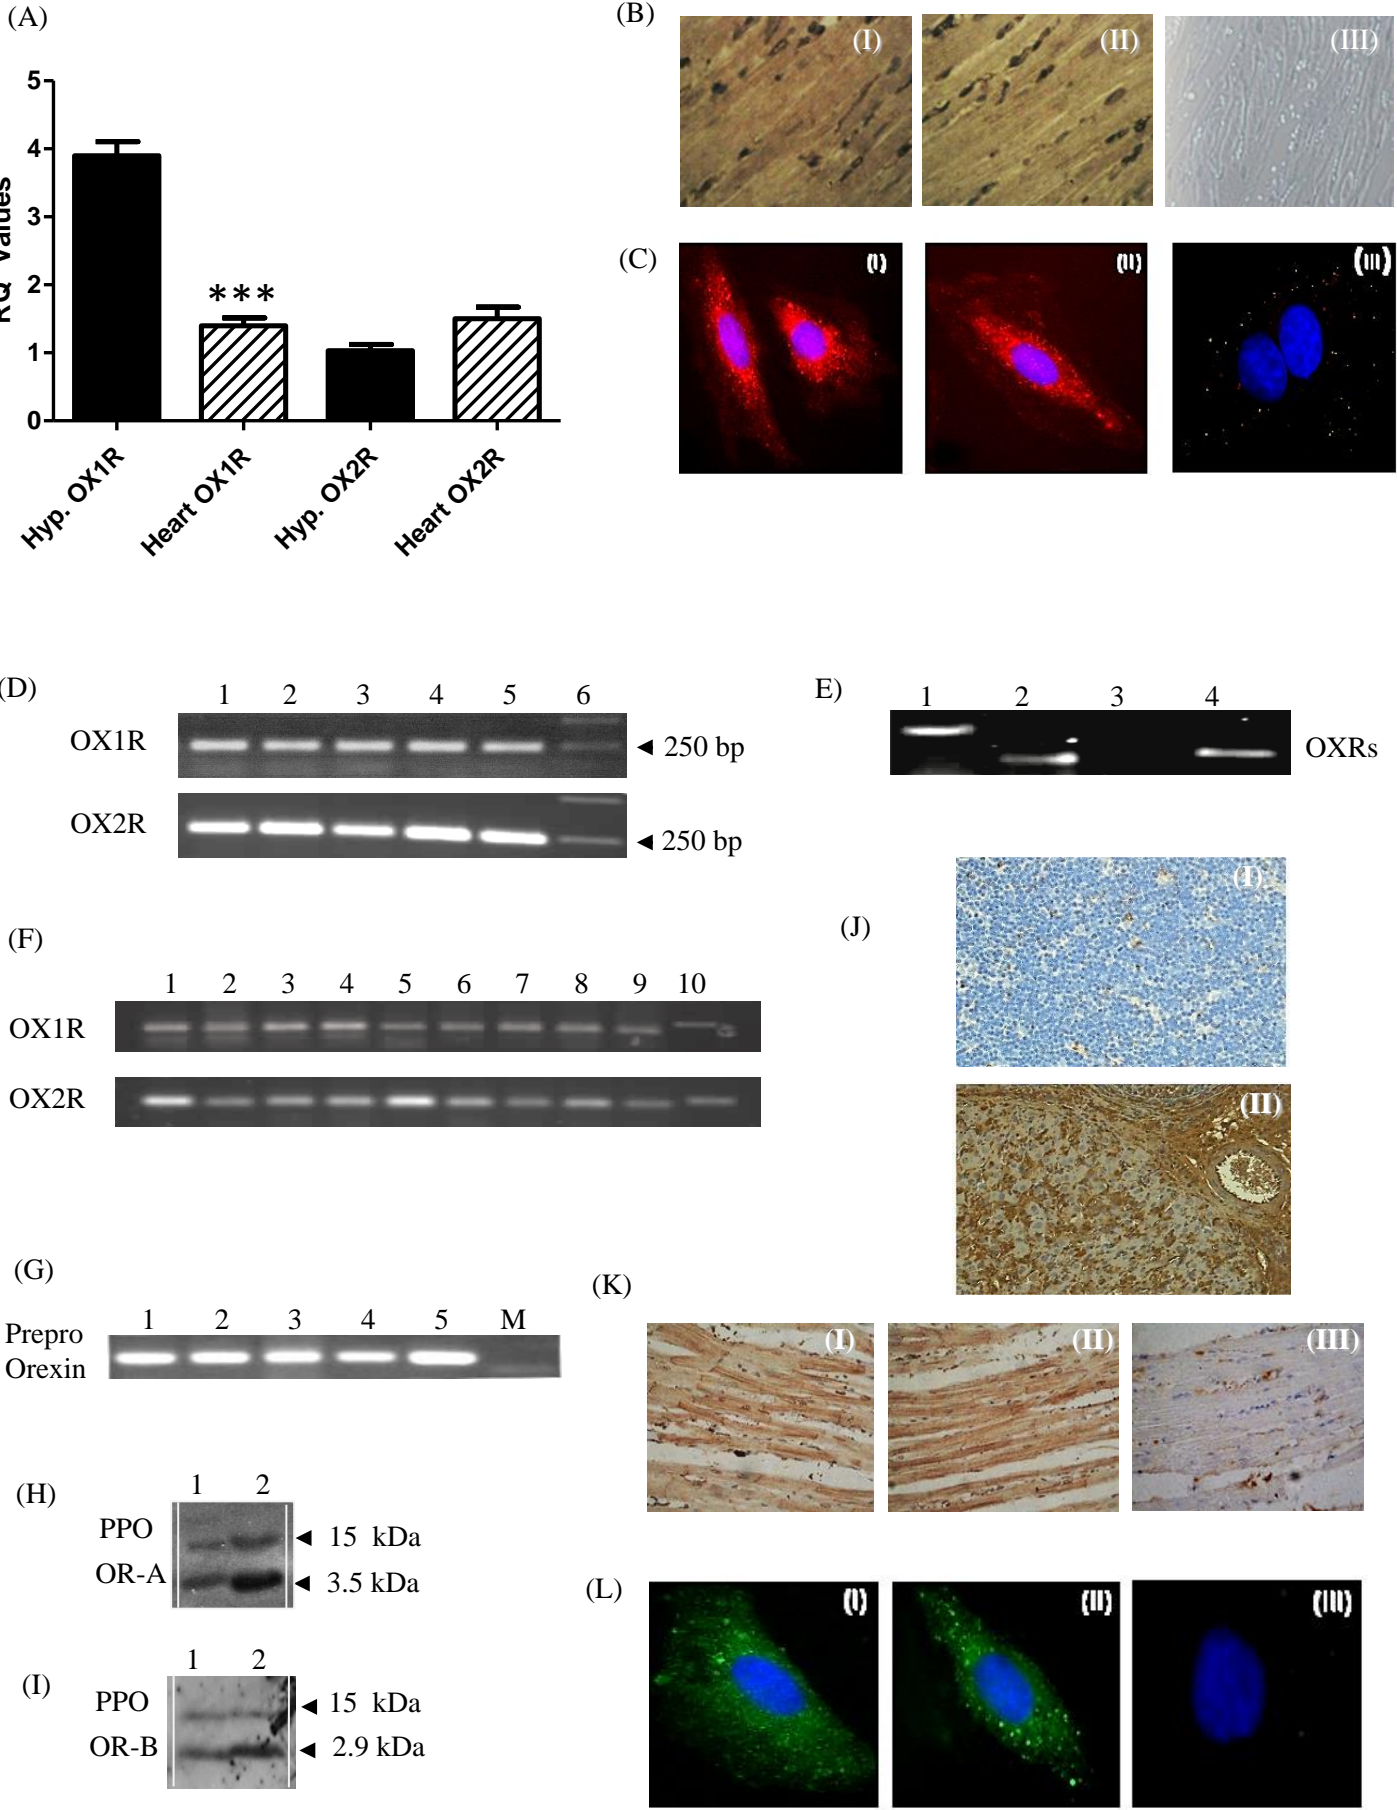 (A)
5
4
3
2
1
0
RQ Values
***
Hyp. OX1R
Heart OX1R
Hyp. OX2R
Heart OX2R
(B)
(I)
(II)
(III)
(C)
(I)
(II)
(III)
(D)
1 2 3 4 5 6
OX1R
250 bp
OX2R
250 bp
E)
1 2 3 4
OXRs
(F)
1 2 3 4 5 6 7 8 9 10
OX1R
OX2R
(J)
(I)
(II)
(G)
1 2 3 4 5 M
Prepro
Orexin
(H)
1 2
PPO
15 kDa
OR-A
3.5 kDa
(I)
1 2
PPO
15 kDa
OR-B
2.9 kDa
(K)
(I)
(II)
(III)
(L)
(I)
(II)
(III)